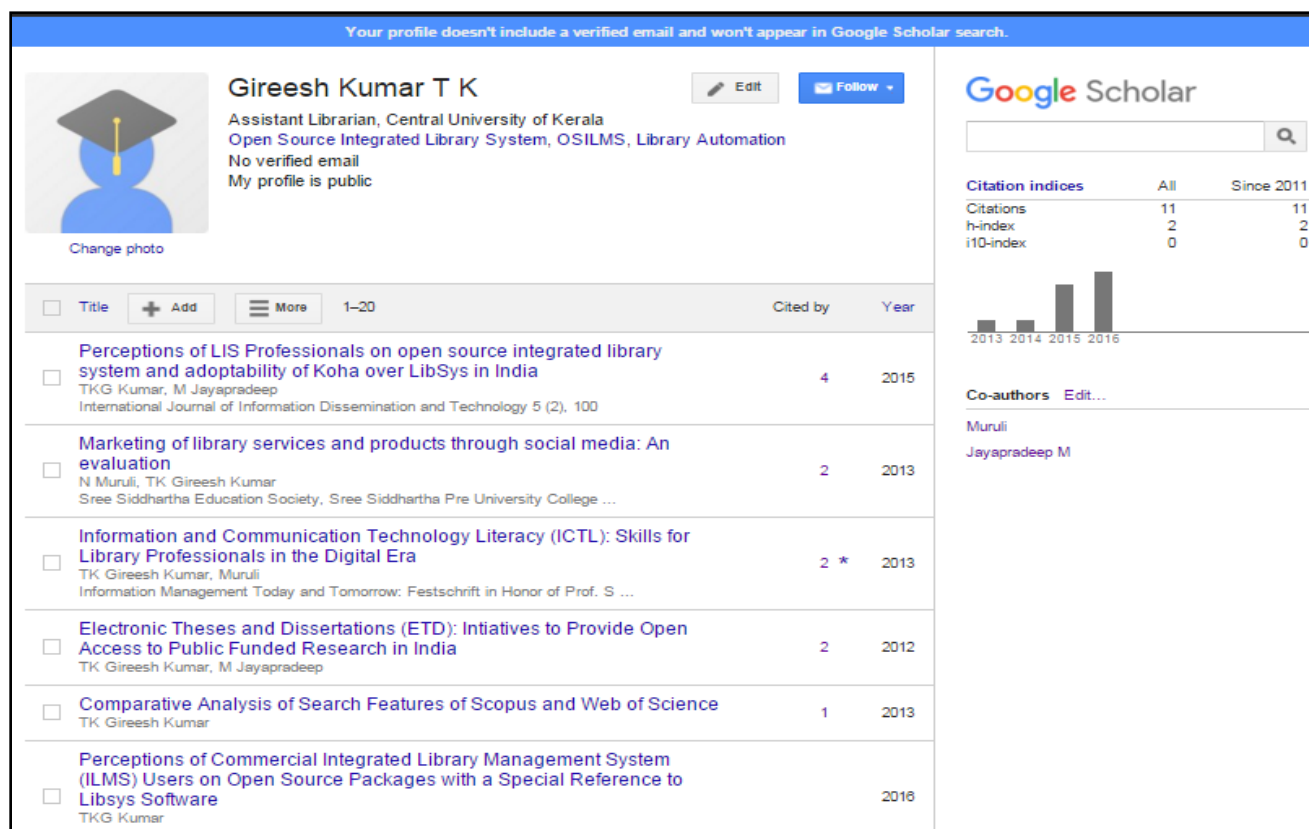 Your profile doesn't include a verified email and won't appear in Google Scholar search.
Gireesh Kumar T K
Edit
Follow
Assistant Librarian, Central University of Kerala
Open Source Integrated Library System, OSILMS, Library Automation
No verified email
My profile is public
Change photo
Title
Add
More
1–20
Cited by
Year
Perceptions of LIS Professionals on open source integrated library
system and adoptability of Koha over LibSys in India
TKG Kumar, M Jayapradeep
International Journal of Information Dissemination and Technology 5 (2), 100
4
2015
Marketing of library services and products through social media: An
evaluation
N Muruli, TK Gireesh Kumar
Sree Siddhartha Education Society, Sree Siddhartha Pre University College ...
2
2013
Information and Communication Technology Literacy (ICTL): Skills for
Library Professionals in the Digital Era
TK Gireesh Kumar, Muruli
Information Management Today and Tomorrow: Festschrift in Honor of Prof. S ...
2 *
2013
Electronic Theses and Dissertations (ETD): Intiatives to Provide Open
Access to Public Funded Research in India
TK Gireesh Kumar, M Jayapradeep
2
2012
Comparative Analysis of Search Features of Scopus and Web of Science
TK Gireesh Kumar
1
2013
Perceptions of Commercial Integrated Library Management System
(ILMS) Users on Open Source Packages with a Special Reference to
Libsys Software
TKG Kumar
2016
Google Scholar
Citation indices All Since 2011
Citations 11 11
h-index 2 2
i10-index 0 0
2013 2014 2015 2016
Co-authors Edit...
Muruli
Jayapradeep M